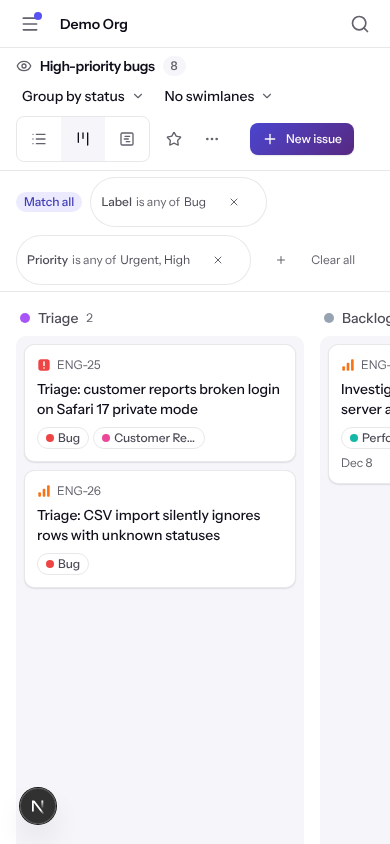 Demo Org
High-priority bugs 8
Group by status No swimlanes
New issue
Match all Label is any of Bug
Priority is any of Urgent, High Clear all
Triage 2
ENG-25
Triage: customer reports broken login
on Safari 17 private mode
Bug Customer Re...
ENG-26
Triage: CSV import silently ignores
rows with unknown statuses
Bug
Backlog
ENG-
Investig
server a
Perfo
Dec 8
N